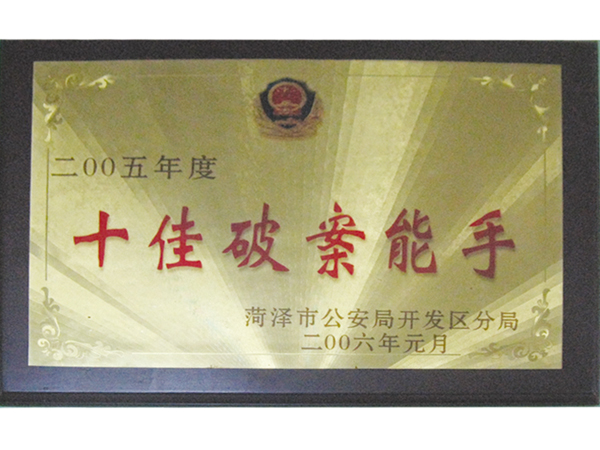 二00五年度
十佳破案能手
菏泽市公安局开发区分局
二00六年元月